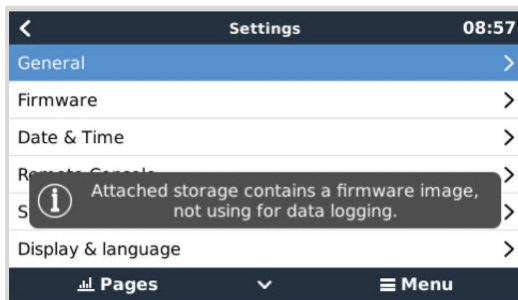 Settings
08:57
General
Firmware
Date & Time
Attached storage contains a firmware image,
not using for data logging.
Display & language
Pages
Menu